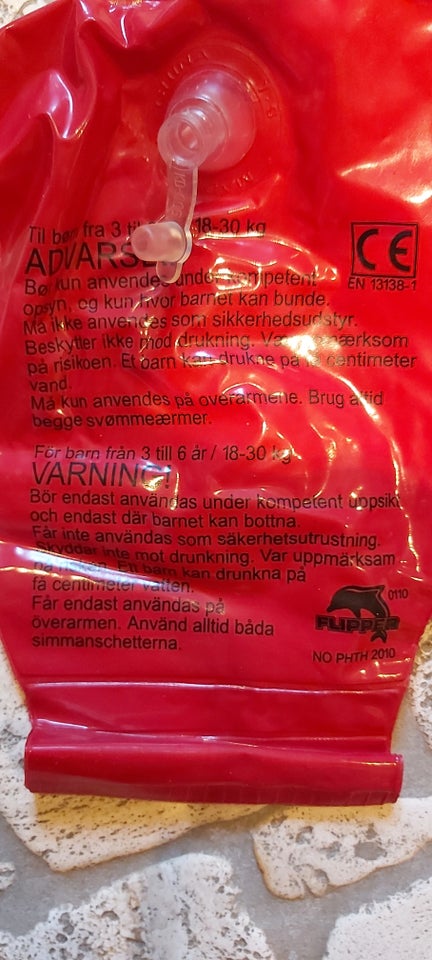 Til børn fra 3 til 18-30 kg
ADVARSEL
Bør kun anvendes under kompetent
opsyn, og kun hvor barnet kan bunde.
Må ikke anvendes som sikkerhedsudstyr.
Beskytter ikke mod drukning. Vær opmærksom
på risikoen. Et barn kan drukne på få centimeter
vand.
Må kun anvendes på overarmene. Brug altid
begge svømmeærmer.
CE
EN 13138-1
För barn från 3 till 6 år / 18-30 kg
VARNING!
Bör endast användas under kompetent uppsikt
och endast där barnet kan bottna.
Får inte användas som säkerhetsutrustning.
Skyddar inte mot drunkning. Var uppmärksam
på risken. En barn kan drunkna på
få centimeter vatten.
Får endast användas på
överarmen. Använd alltid båda
simmanschetterna.
0110
FLIPPER
NO PHTH 2010